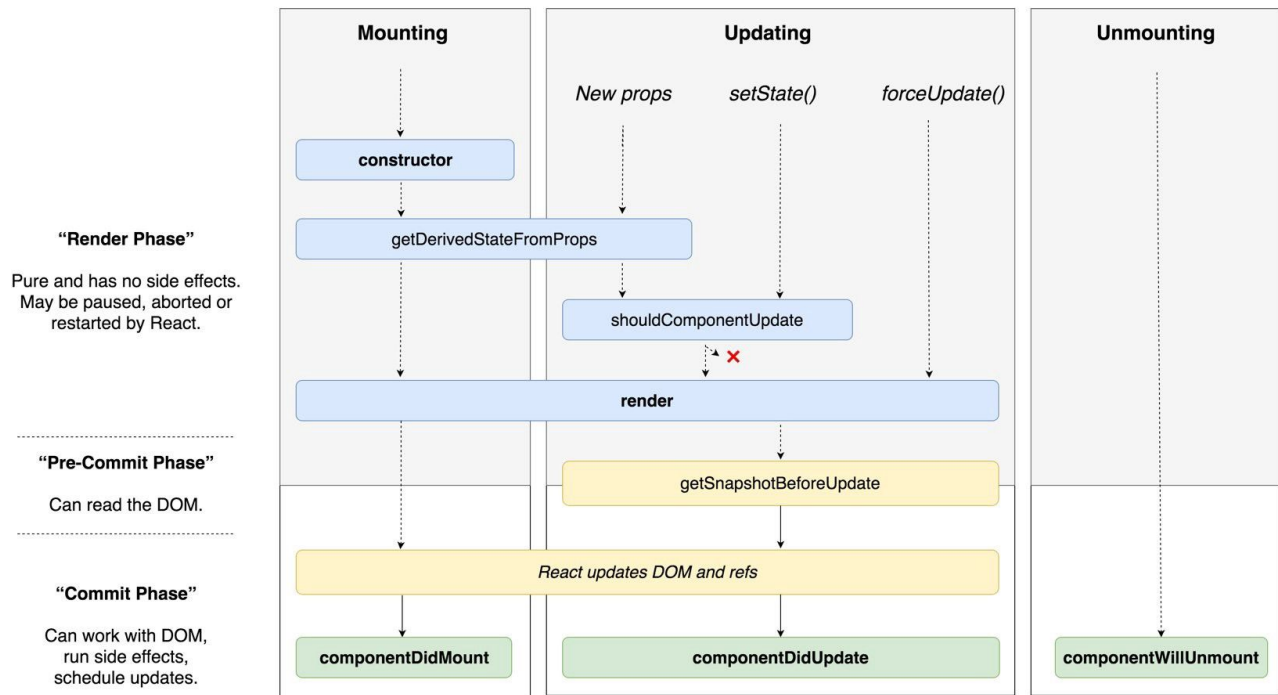 Mounting
Updating
Unmounting
New props
setState()
forceUpdate()
constructor
“Render Phase”
Pure and has no side effects.
May be paused, aborted or
restarted by React.
getDerivedStateFromProps
shouldComponentUpdate
render
“Pre-Commit Phase”
Can read the DOM.
getSnapshotBeforeUpdate
React updates DOM and refs
“Commit Phase”
Can work with DOM,
run side effects,
schedule updates.
componentDidMount
componentDidUpdate
componentWillUnmount